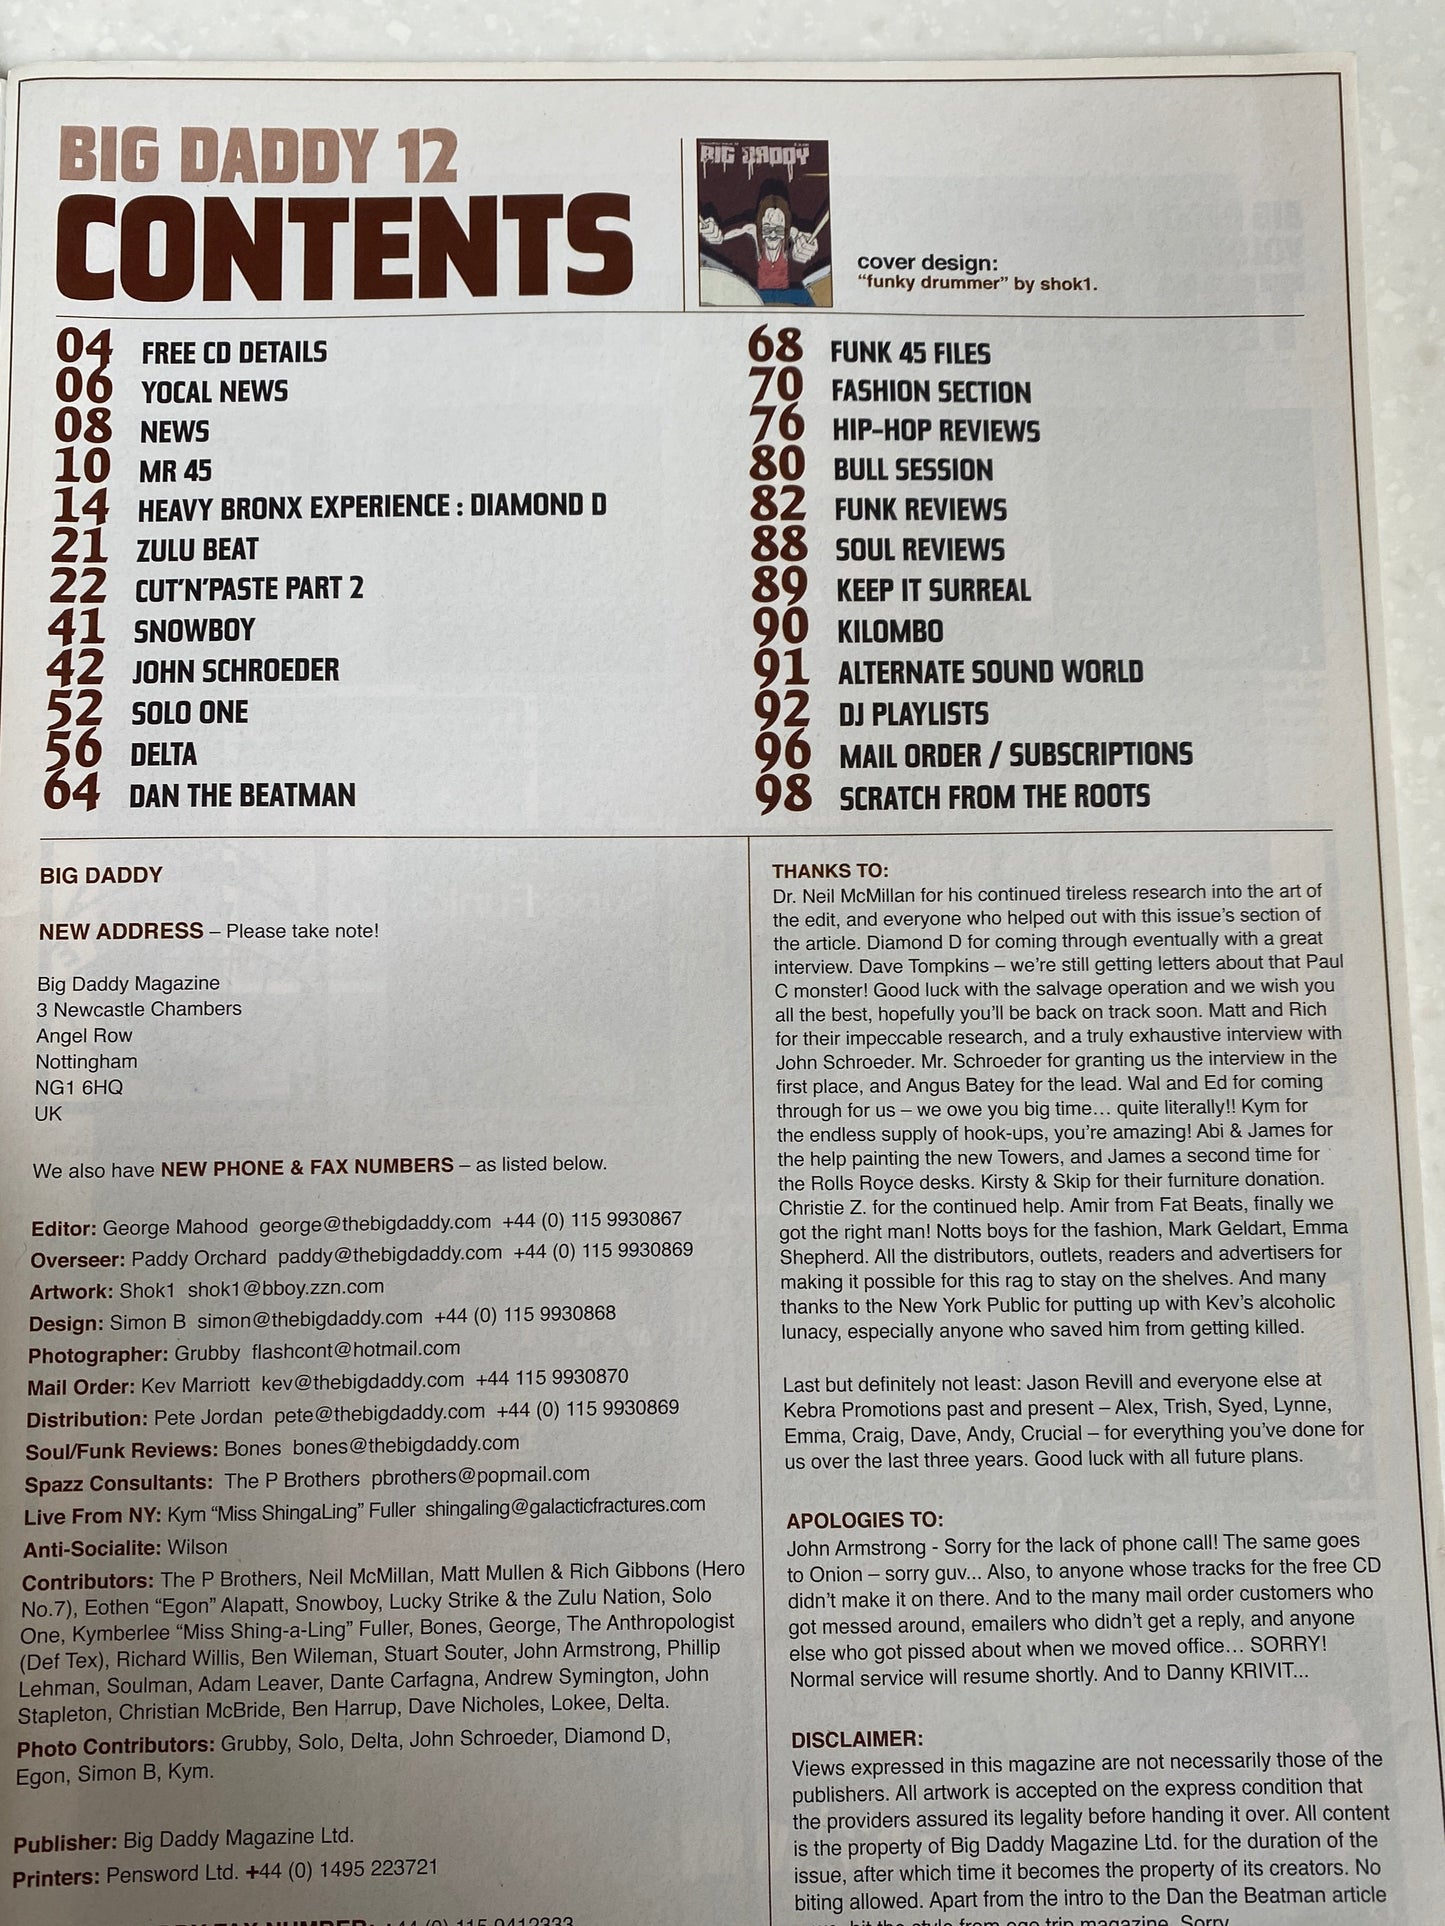 BIG DADDY 12
CONTENTS
BIG DADDY
cover design:
“funky drummer” by shok1.
04 FREE CD DETAILS
06 YOCAL NEWS
08 NEWS
10 MR 45
14 HEAVY BRONX EXPERIENCE : DIAMOND D
21 ZULU BEAT
22 CUT'N'PASTE PART 2
41 SNOWBOY
42 JOHN SCHROEDER
52 SOLO ONE
56 DELTA
64 DAN THE BEATMAN
68 FUNK 45 FILES
70 FASHION SECTION
76 HIP-HOP REVIEWS
80 BULL SESSION
82 FUNK REVIEWS
88 SOUL REVIEWS
89 KEEP IT SURREAL
90 KILOMBO
91 ALTERNATE SOUND WORLD
92 DJ PLAYLISTS
96 MAIL ORDER / SUBSCRIPTIONS
98 SCRATCH FROM THE ROOTS
BIG DADDY
NEW ADDRESS – Please take note!
Big Daddy Magazine
3 Newcastle Chambers
Angel Row
Nottingham
NG1 6HQ
UK
We also have NEW PHONE & FAX NUMBERS – as listed below.
Editor: George Mahood george@thebigdaddy.com +44 (0) 115 9930867
Overseer: Paddy Orchard paddy@thebigdaddy.com +44 (0) 115 9930869
Artwork: Shok1 shok1@bboy.zzn.com
Design: Simon B simon@thebigdaddy.com +44 (0) 115 9930868
Photographer: Grubby flashcont@hotmail.com
Mail Order: Kev Marriott kev@thebigdaddy.com +44 115 9930870
Distribution: Pete Jordan pete@thebigdaddy.com +44 (0) 115 9930869
Soul/Funk Reviews: Bones bones@thebigdaddy.com
Spazz Consultants: The P Brothers pbrothers@popmail.com
Live From NY: Kym “Miss ShingaLing” Fuller shingaling@galacticfractures.com
Anti-Socialite: Wilson
Contributors: The P Brothers, Neil McMillan, Matt Mullen & Rich Gibbons (Hero
No.7), Eothen “Egon” Alapatt, Snowboy, Lucky Strike & the Zulu Nation, Solo
One, Kymberlee “Miss Shing-a-Ling” Fuller, Bones, George, The Anthropologist
(Def Tex), Richard Willis, Ben Wileman, Stuart Souter, John Armstrong, Phillip
Lehman, Soulman, Adam Leaver, Dante Carfagna, Andrew Symington, John
Stapleton, Christian McBride, Ben Harrup, Dave Nicholes, Lokee, Delta.
Photo Contributors: Grubby, Solo, Delta, John Schroeder, Diamond D,
Egon, Simon B, Kym.
Publisher: Big Daddy Magazine Ltd.
Printers: Pensword Ltd. +44 (0) 1495 223721
FAX NUMBER: +44 (0) 115 9412333
THANKS TO:
Dr. Neil McMillan for his continued tireless research into the art of
the edit, and everyone who helped out with this issue's section of
the article. Diamond D for coming through eventually with a great
interview. Dave Tompkins – we're still getting letters about that Paul
C monster! Good luck with the salvage operation and we wish you
all the best, hopefully you'll be back on track soon. Matt and Rich
for their impeccable research, and a truly exhaustive interview with
John Schroeder. Mr. Schroeder for granting us the interview in the
first place, and Angus Batey for the lead. Wal and Ed for coming
through for us – we owe you big time… quite literally!! Kym for
the endless supply of hook-ups, you're amazing! Abi & James for
the help painting the new Towers, and James a second time for
the Rolls Royce desks. Kirsty & Skip for their furniture donation.
Christie Z. for the continued help. Amir from Fat Beats, finally we
got the right man! Notts boys for the fashion, Mark Geldart, Emma
Shepherd. All the distributors, outlets, readers and advertisers for
making it possible for this rag to stay on the shelves. And many
thanks to the New York Public for putting up with Kev's alcoholic
lunacy, especially anyone who saved him from getting killed.
Last but definitely not least: Jason Revill and everyone else at
Kebra Promotions past and present – Alex, Trish, Syed, Lynne,
Emma, Craig, Dave, Andy, Crucial – for everything you've done for
us over the last three years. Good luck with all future plans.
APOLOGIES TO:
John Armstrong - Sorry for the lack of phone call! The same goes
to Onion – sorry guv... Also, to anyone whose tracks for the free CD
didn't make it on there. And to the many mail order customers who
got messed around, emailers who didn't get a reply, and anyone
else who got pissed about when we moved office… SORRY!
Normal service will resume shortly. And to Danny KRIVIT...
DISCLAIMER:
Views expressed in this magazine are not necessarily those of the
publishers. All artwork is accepted on the express condition that
the providers assured its legality before handing it over. All content
is the property of Big Daddy Magazine Ltd. for the duration of the
issue, after which time it becomes the property of its creators. No
biting allowed. Apart from the intro to the Dan the Beatman article
bit the style from ego trip magazine. Sorry